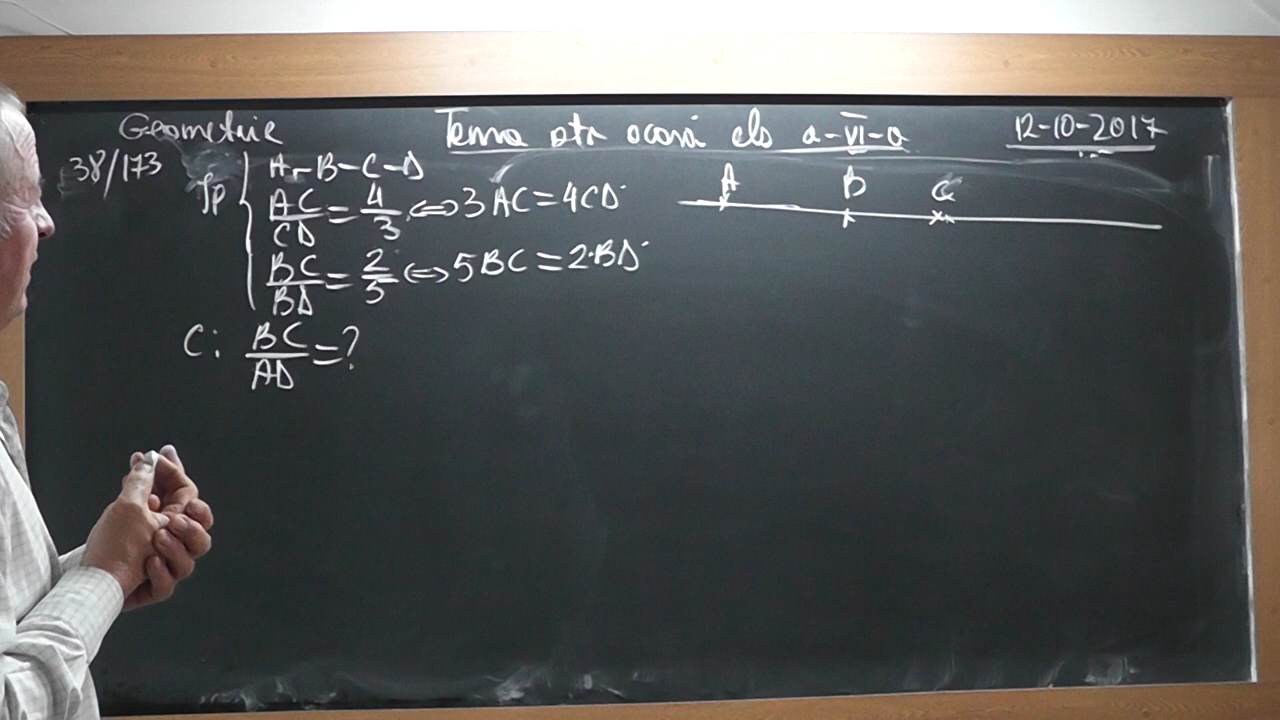 Geometrie Tema ptr acasă cls a-VI-a 12-10-2017
38/173 Ip A-B-C-D
AC/CD = 4/3 ⇔ 3AC = 4CD
BC/BD = 2/5 ⇔ 5BC = 2·BD
C: BC/AD = ?
A B C